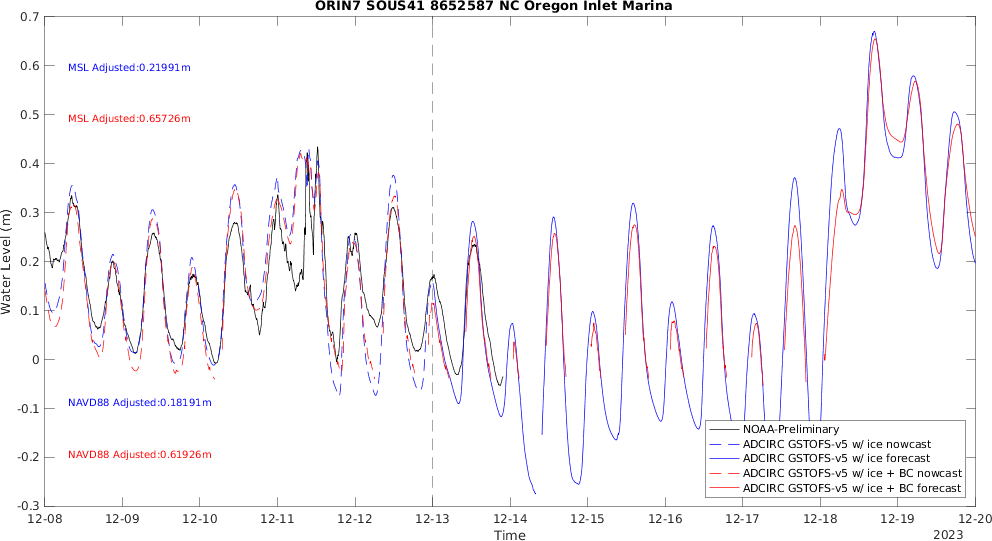 ORIN7 SOUS41 8652587 NC Oregon Inlet Marina
0.7
0.6
0.5
0.4
0.3
0.2
0.1
0
-0.1
-0.2
-0.3
Water Level (m)
MSL Adjusted:0.21991m
MSL Adjusted:0.65726m
NAVD88 Adjusted:0.18191m
NAVD88 Adjusted:0.61926m
NOAA-Preliminary
ADCIRC GSTOFS-v5 w/ ice nowcast
ADCIRC GSTOFS-v5 w/ ice forecast
ADCIRC GSTOFS-v5 w/ ice + BC nowcast
ADCIRC GSTOFS-v5 w/ ice + BC forecast
12-08 12-09 12-10 12-11 12-12 12-13 12-14 12-15 12-16 12-17 12-18 12-19 12-20
Time
2023